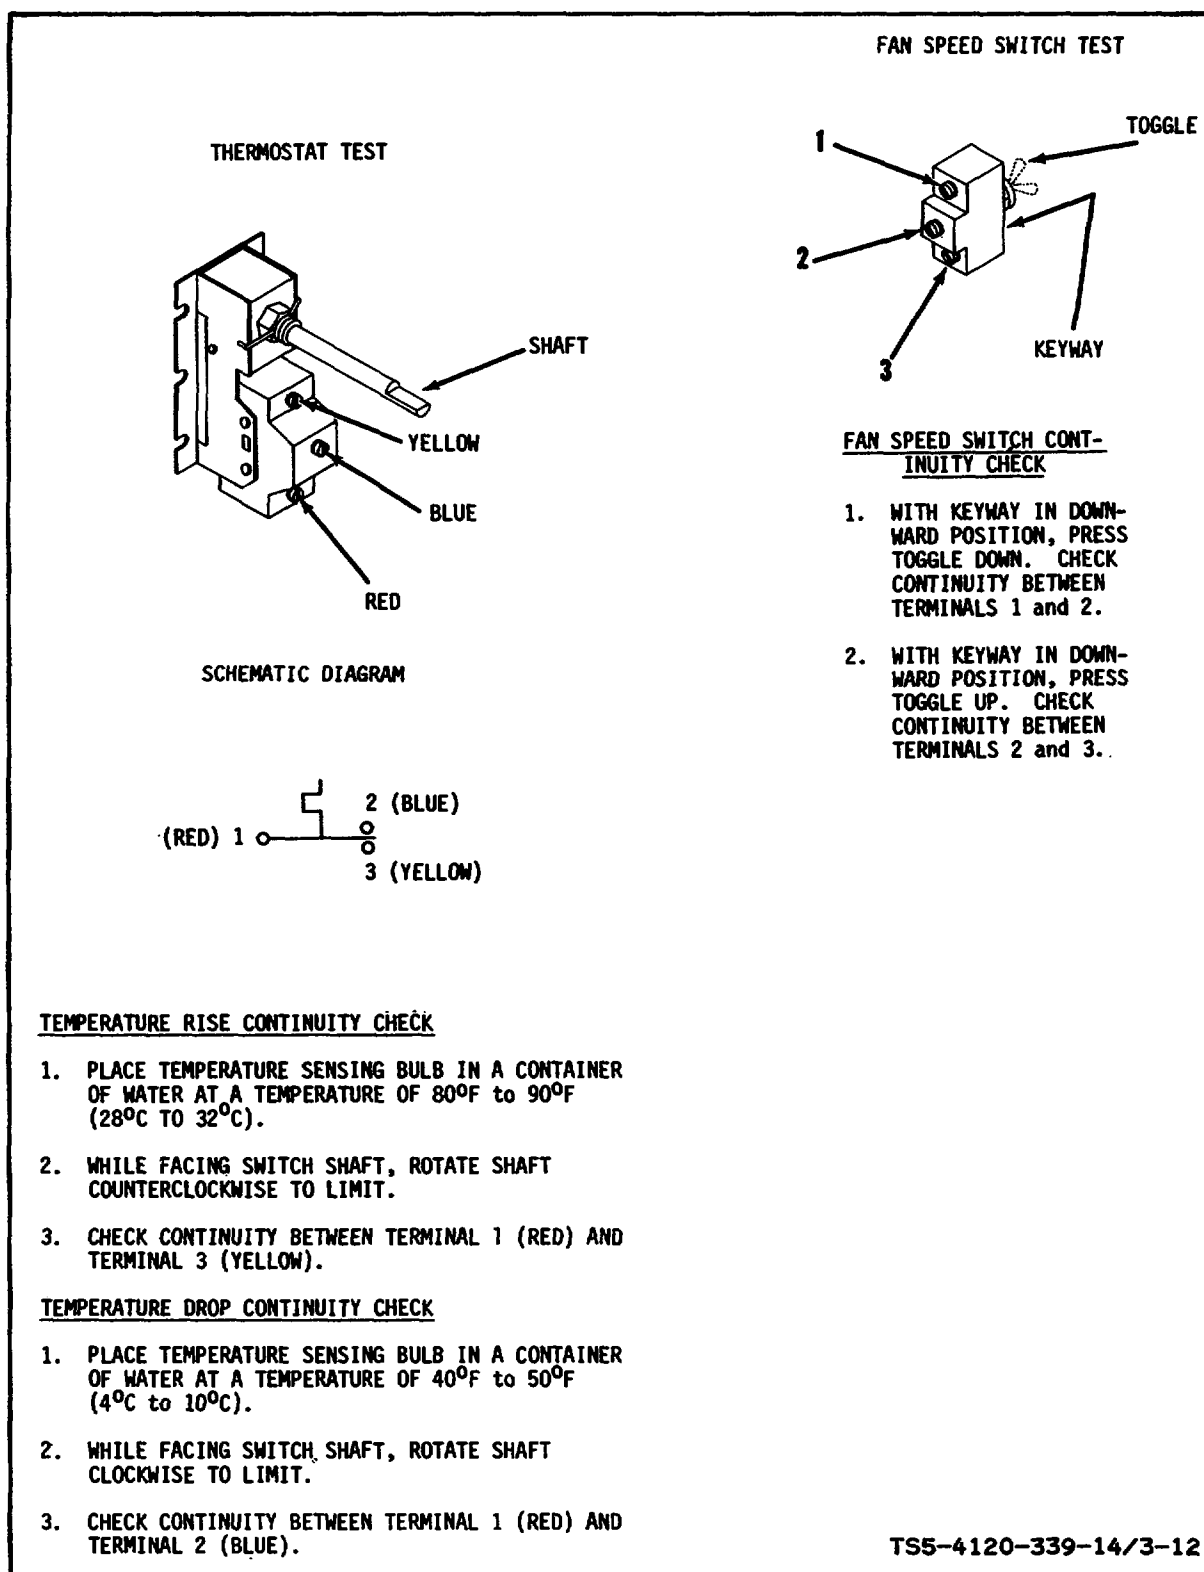 FAN SPEED SWITCH TEST
THERMOSTAT TEST
1
TOGGLE
2
3
KEYWAY
SHAFT
YELLOW
BLUE
RED
FAN SPEED SWITCH CONT-
INUITY CHECK
1. WITH KEYWAY IN DOWN-
WARD POSITION, PRESS
TOGGLE DOWN. CHECK
CONTINUITY BETWEEN
TERMINALS 1 and 2.
2. WITH KEYWAY IN DOWN-
WARD POSITION, PRESS
TOGGLE UP. CHECK
CONTINUITY BETWEEN
TERMINALS 2 and 3.
SCHEMATIC DIAGRAM
2 (BLUE)
(RED) 1
3 (YELLOW)
TEMPERATURE RISE CONTINUITY CHECK
1. PLACE TEMPERATURE SENSING BULB IN A CONTAINER
OF WATER AT A TEMPERATURE OF 80°F to 90°F
(28°C TO 32°C).
2. WHILE FACING SWITCH SHAFT, ROTATE SHAFT
COUNTERCLOCKWISE TO LIMIT.
3. CHECK CONTINUITY BETWEEN TERMINAL 1 (RED) AND
TERMINAL 3 (YELLOW).
TEMPERATURE DROP CONTINUITY CHECK
1. PLACE TEMPERATURE SENSING BULB IN A CONTAINER
OF WATER AT A TEMPERATURE OF 40°F to 50°F
(4°C to 10°C).
2. WHILE FACING SWITCH SHAFT, ROTATE SHAFT
CLOCKWISE TO LIMIT.
3. CHECK CONTINUITY BETWEEN TERMINAL 1 (RED) AND
TERMINAL 2 (BLUE).
TS5-4120-339-14/3-12